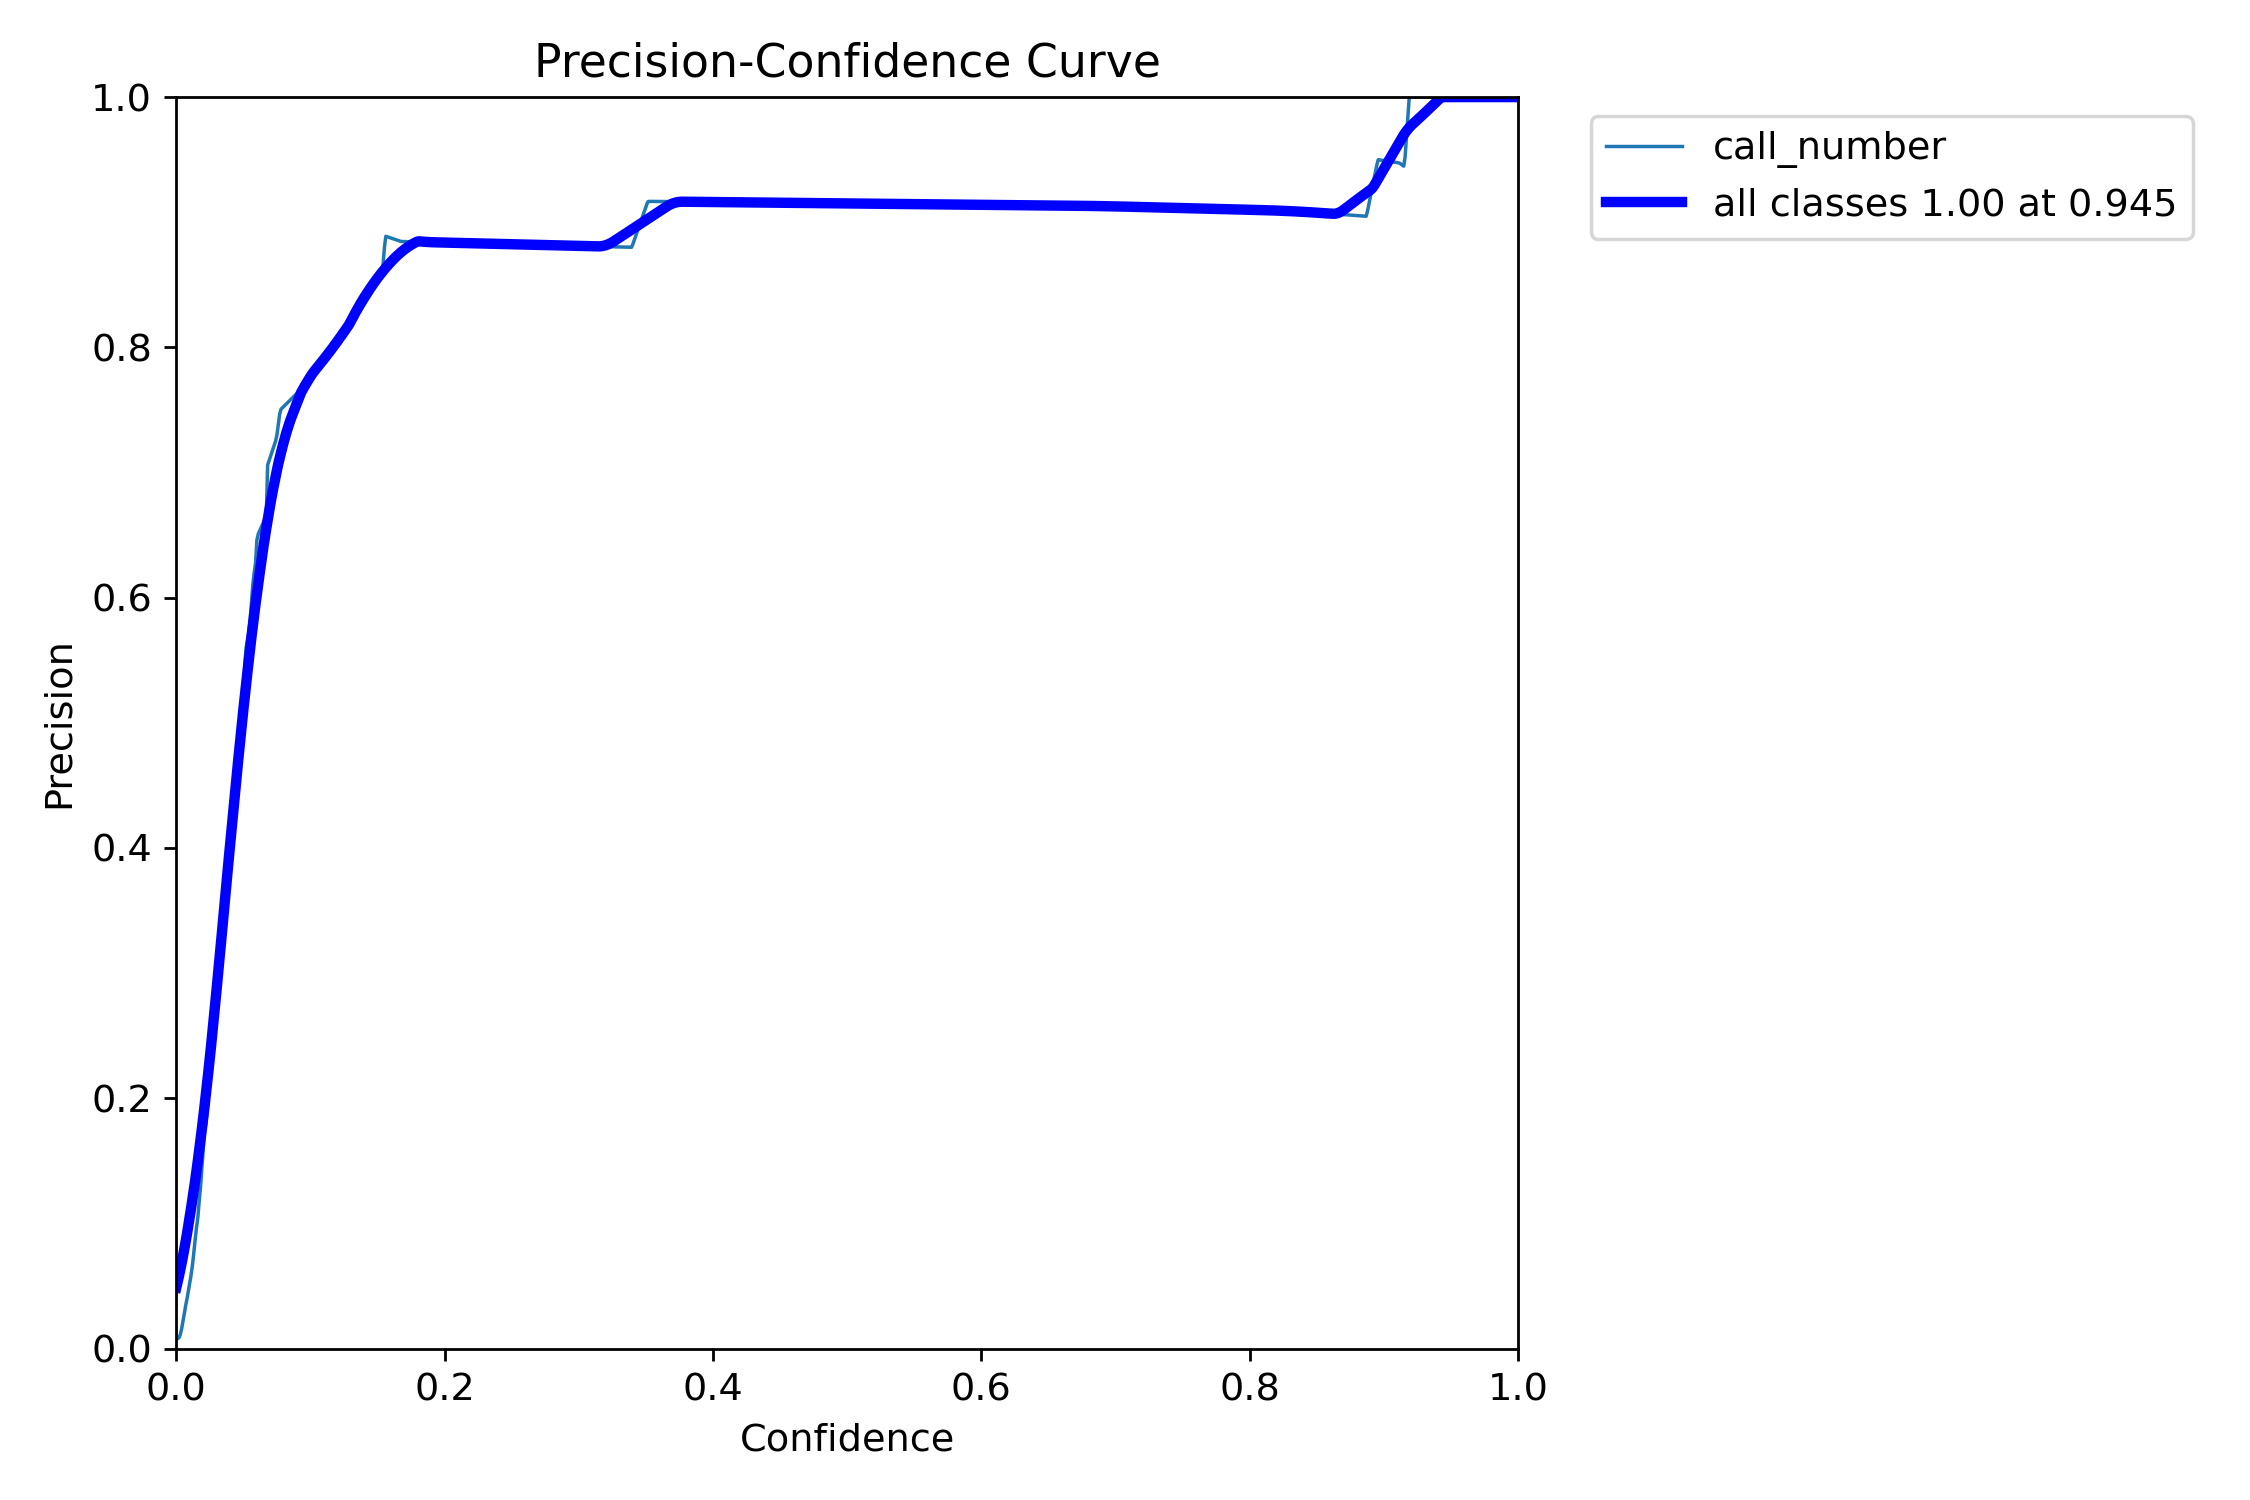 Precision-Confidence Curve
1.0
0.8
0.6
0.4
0.2
0.0
Precision
0.0 0.2 0.4 0.6 0.8 1.0
Confidence
call_number
all classes 1.00 at 0.945